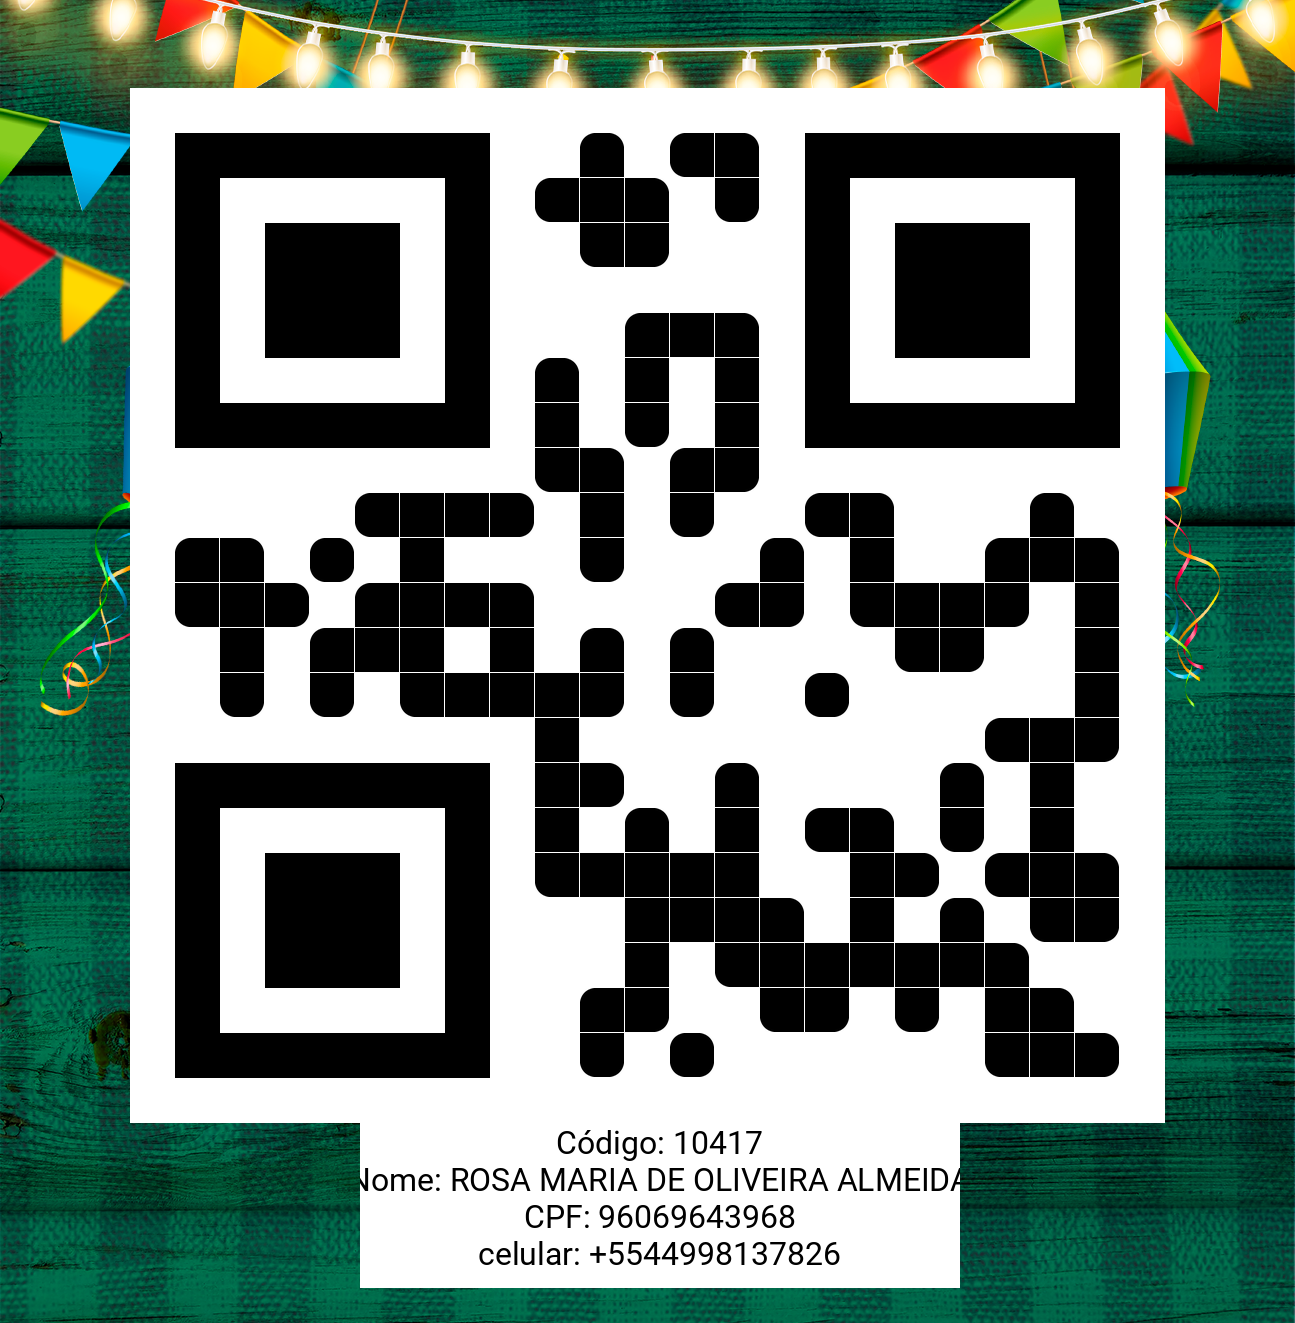 Código: 10417
Nome: ROSA MARIA DE OLIVEIRA ALMEIDA
CPF: 96069643968
celular: +5544998137826